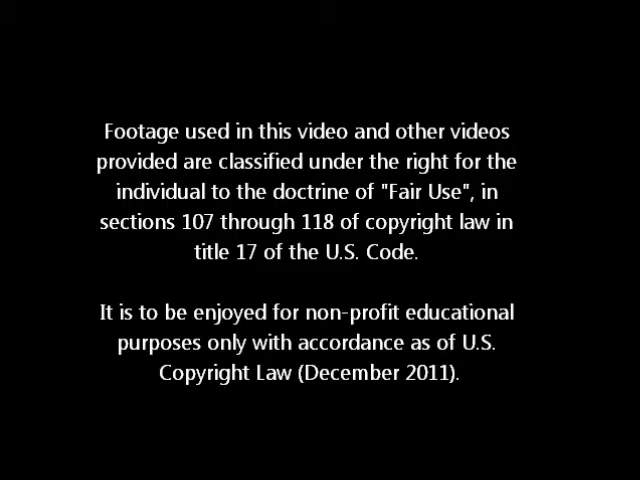 Footage used in this video and other videos
provided are classified under the right for the
individual to the doctrine of "Fair Use", in
sections 107 through 118 of copyright law in
title 17 of the U.S. Code.
It is to be enjoyed for non-profit educational
purposes only with accordance as of U.S.
Copyright Law (December 2011).